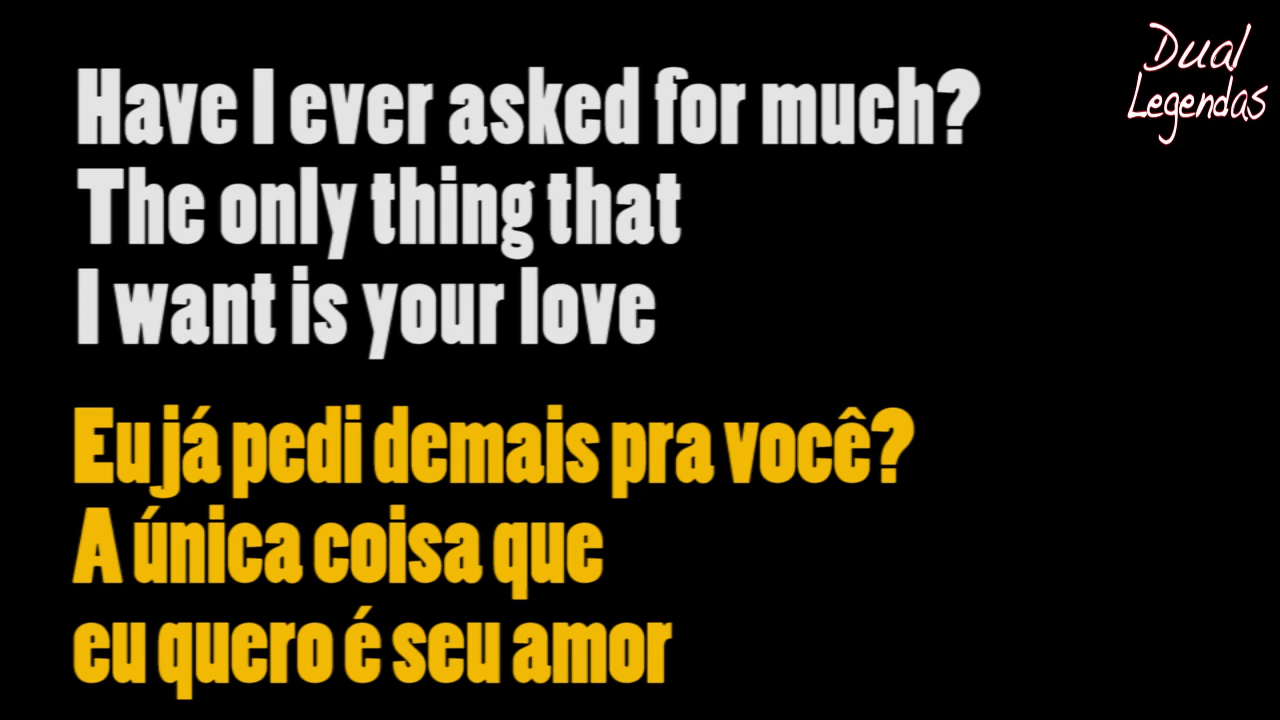 Dual
Legendas
Have I ever asked for much?
The only thing that
I want is your love
Eu já pedi demais pra você?
A única coisa que
eu quero é seu amor